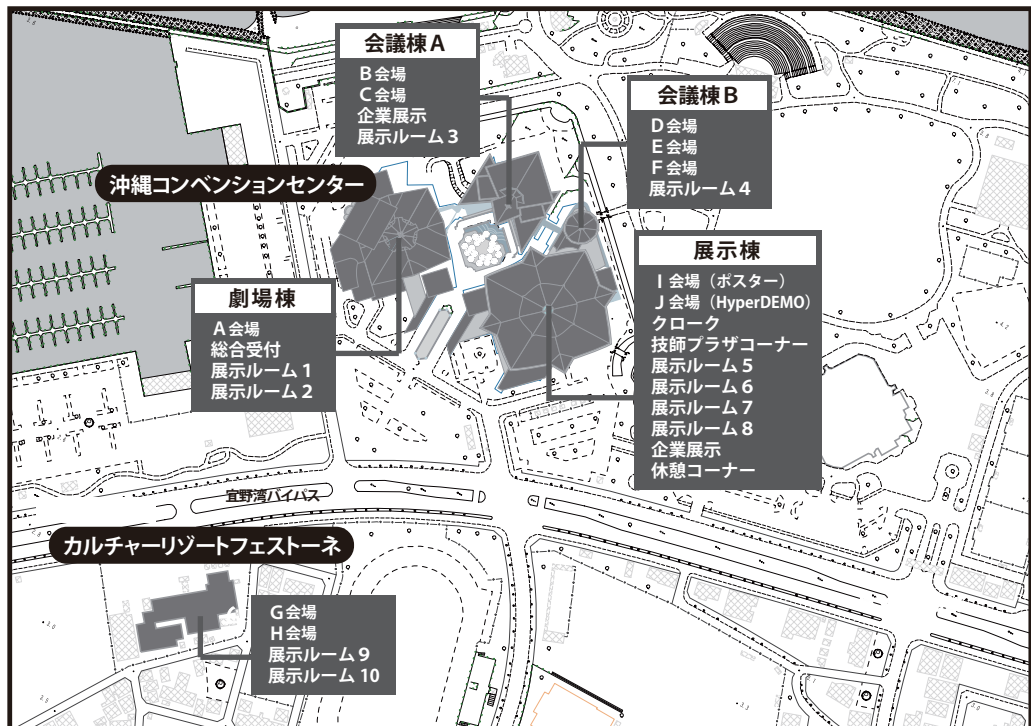 会議棟A
B会場
C会場
企業展示
展示ルーム3
会議棟B
D会場
E会場
F会場
展示ルーム4
沖縄コンベンションセンター
劇場棟
A会場
総合受付
展示ルーム1
展示ルーム2
展示棟
I会場（ポスター）
J会場（HyperDEMO）
クローク
技師プラザコーナー
展示ルーム5
展示ルーム6
展示ルーム7
展示ルーム8
企業展示
休憩コーナー
宜野湾バイパス
カルチャーリゾートフェストーネ
G会場
H会場
展示ルーム9
展示ルーム10